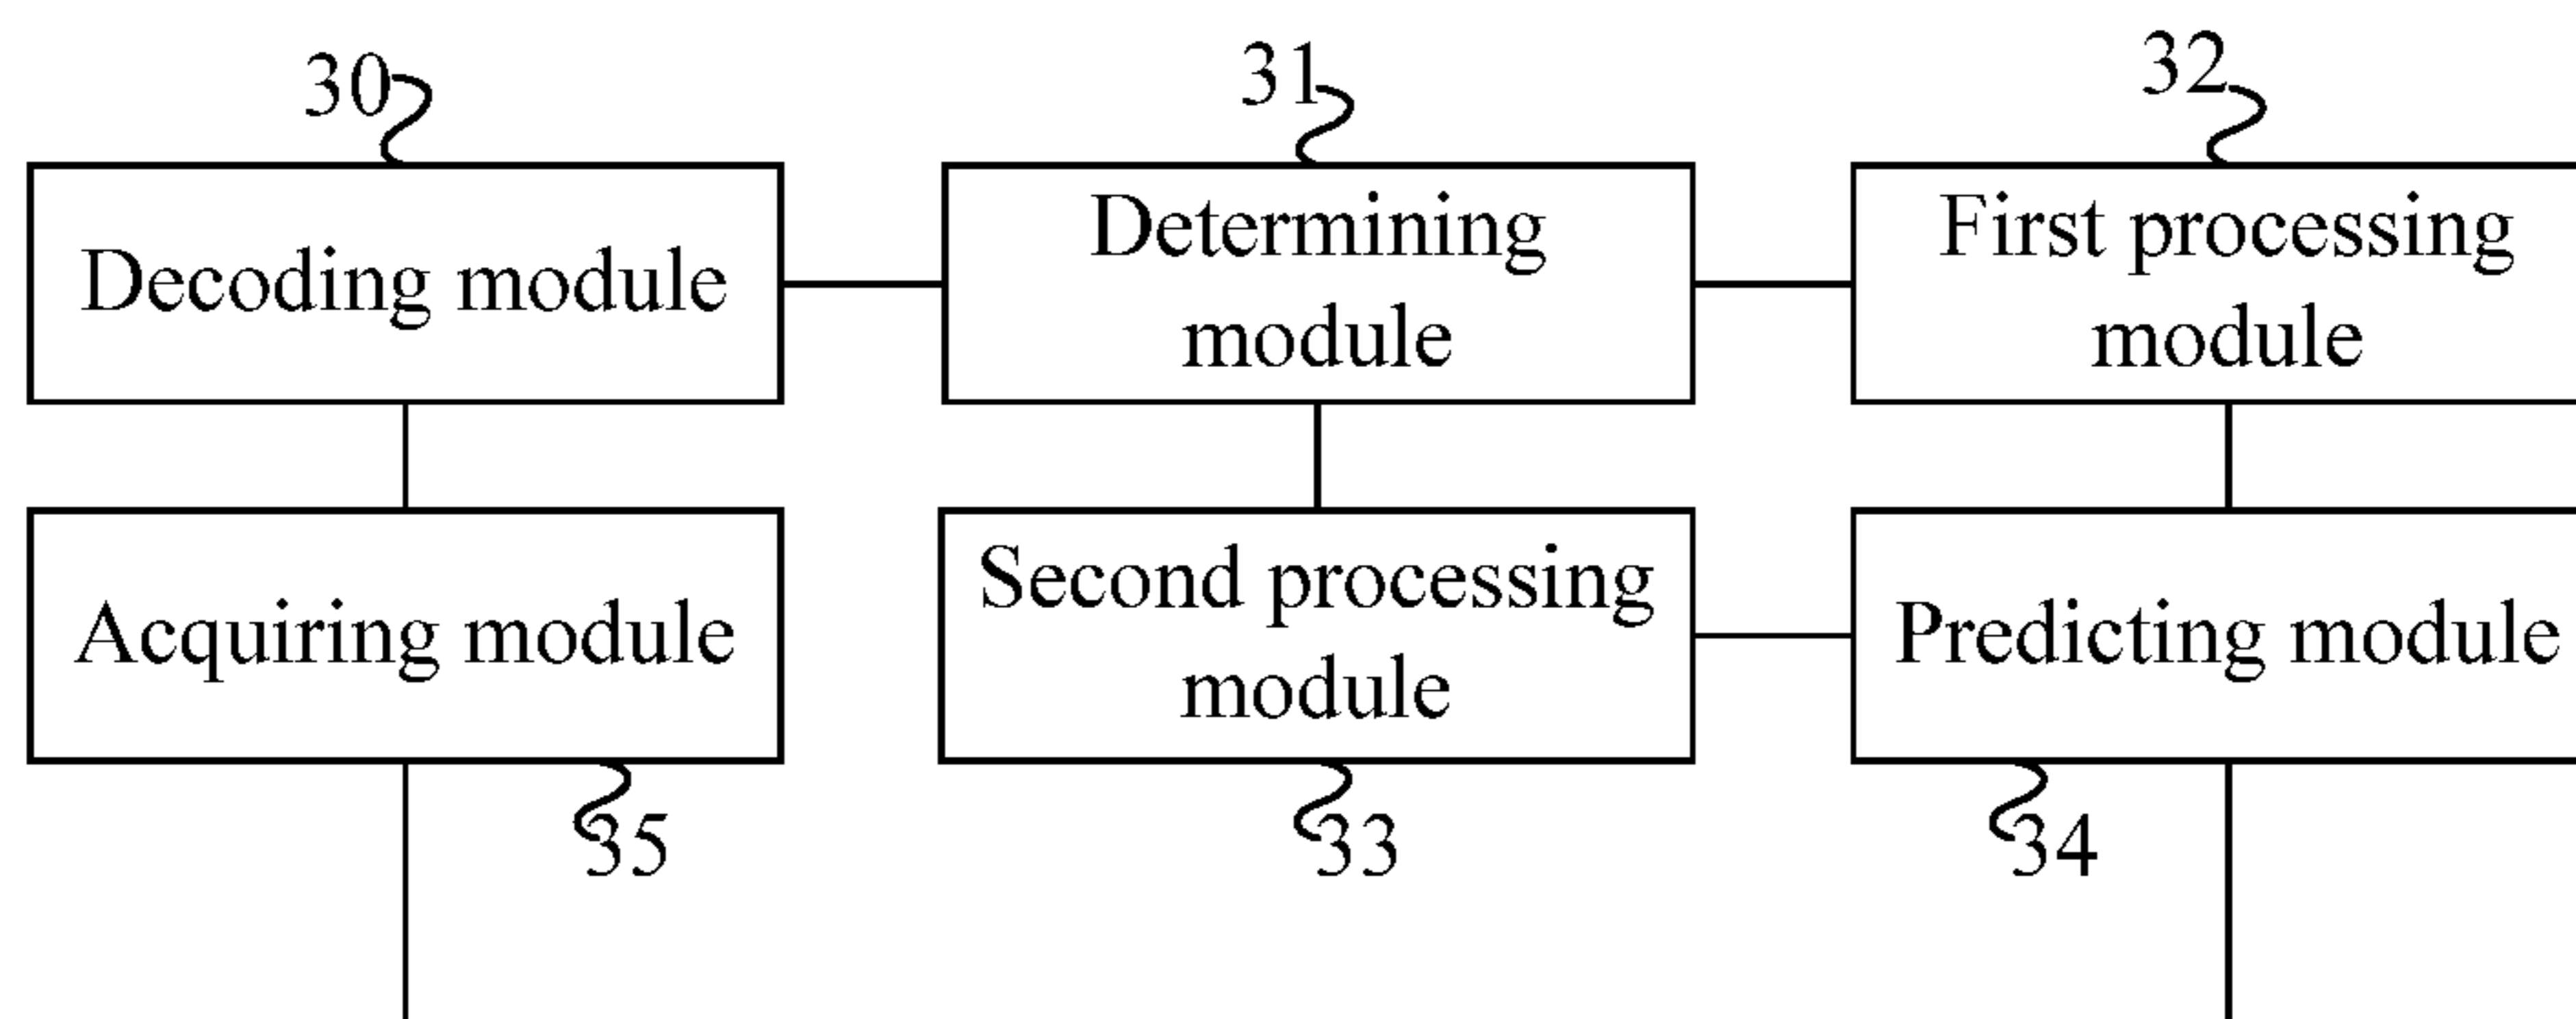 30
31
32
Decoding module
Determining
module
First processing
module
Acquiring module
Second processing
module
Predicting module
35
33
34